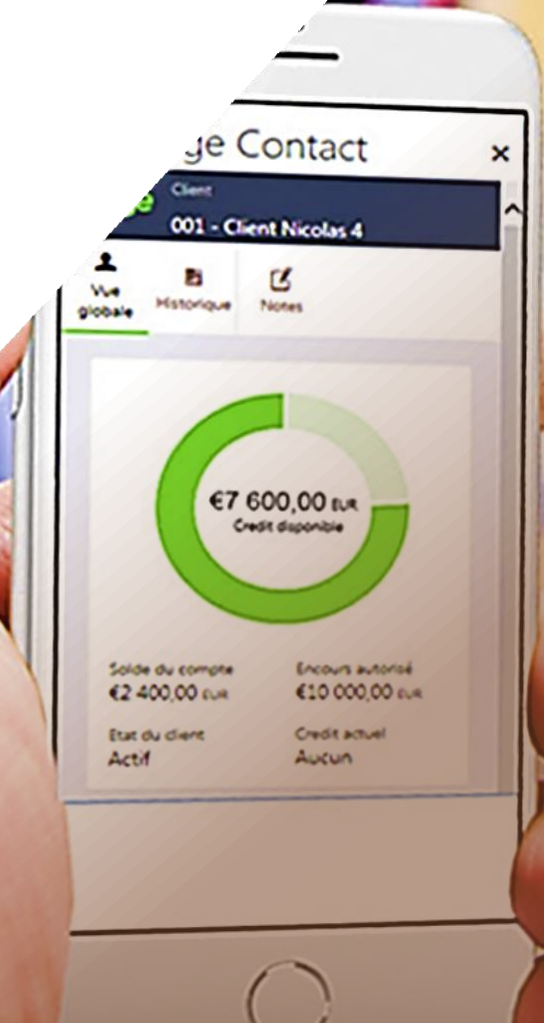 ge Contact
Client
001 - Client Nicolas 4
Vue
globale
Historique
Notes
€7 600,00 EUR
Credit disponible
Solde du compte
€2 400,00 EUR
Encours autorisé
€10 000,00 EUR
Etat du client
Actif
Credit actuel
Aucun